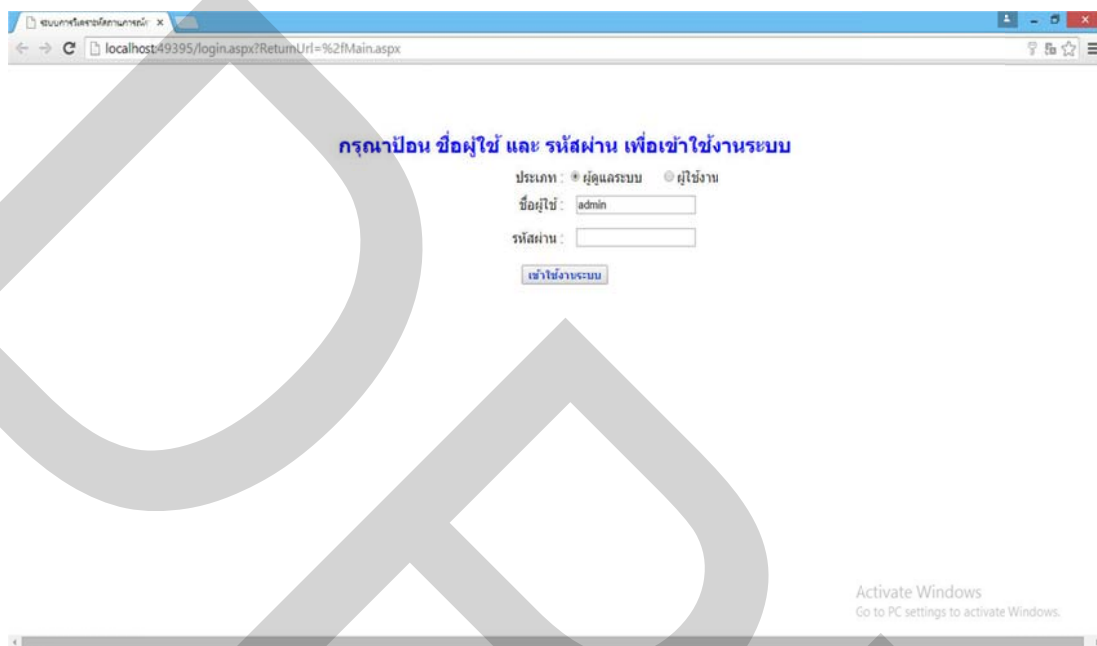 localhost:49395/login.aspx?ReturnUrl=%2fMain.aspx
กรุณาป้อน ชื่อผู้ใช้ และ รหัสผ่าน เพื่อเข้าใช้งานระบบ
ประเภท : ผู้ดูแลระบบ ผู้ใช้งาน
ชื่อผู้ใช้ : admin
รหัสผ่าน :
เข้าใช้งานระบบ
Activate Windows
Go to PC settings to activate Windows.